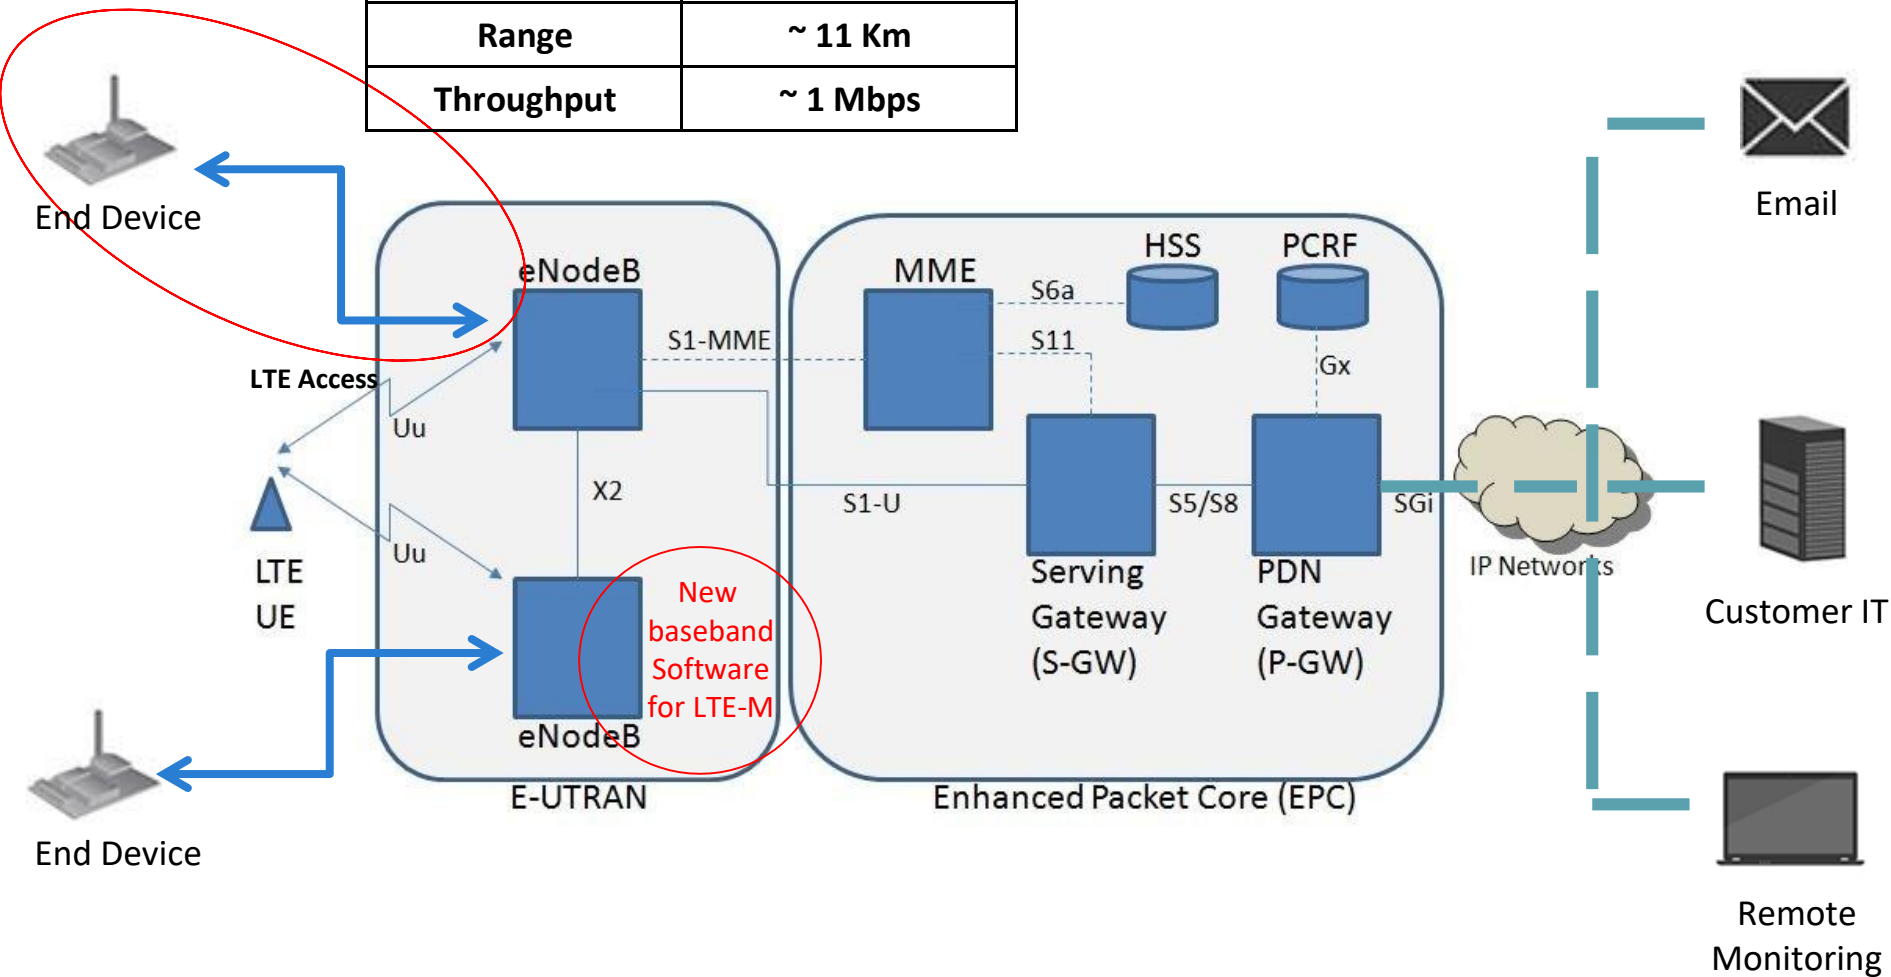 Range ~ 11 Km
Throughput ~ 1 Mbps
End Device
Email
eNodeB
MME
HSS
PCRF
S6a
S1-MME
S11
Gx
LTE Access
Uu
X2
S1-U
S5/S8
SGi
Uu
IP Networks
LTE
UE
New
baseband
Software
for LTE-M
Serving
Gateway
(S-GW)
PDN
Gateway
(P-GW)
Customer IT
eNodeB
E-UTRAN
Enhanced Packet Core (EPC)
End Device
Remote
Monitoring